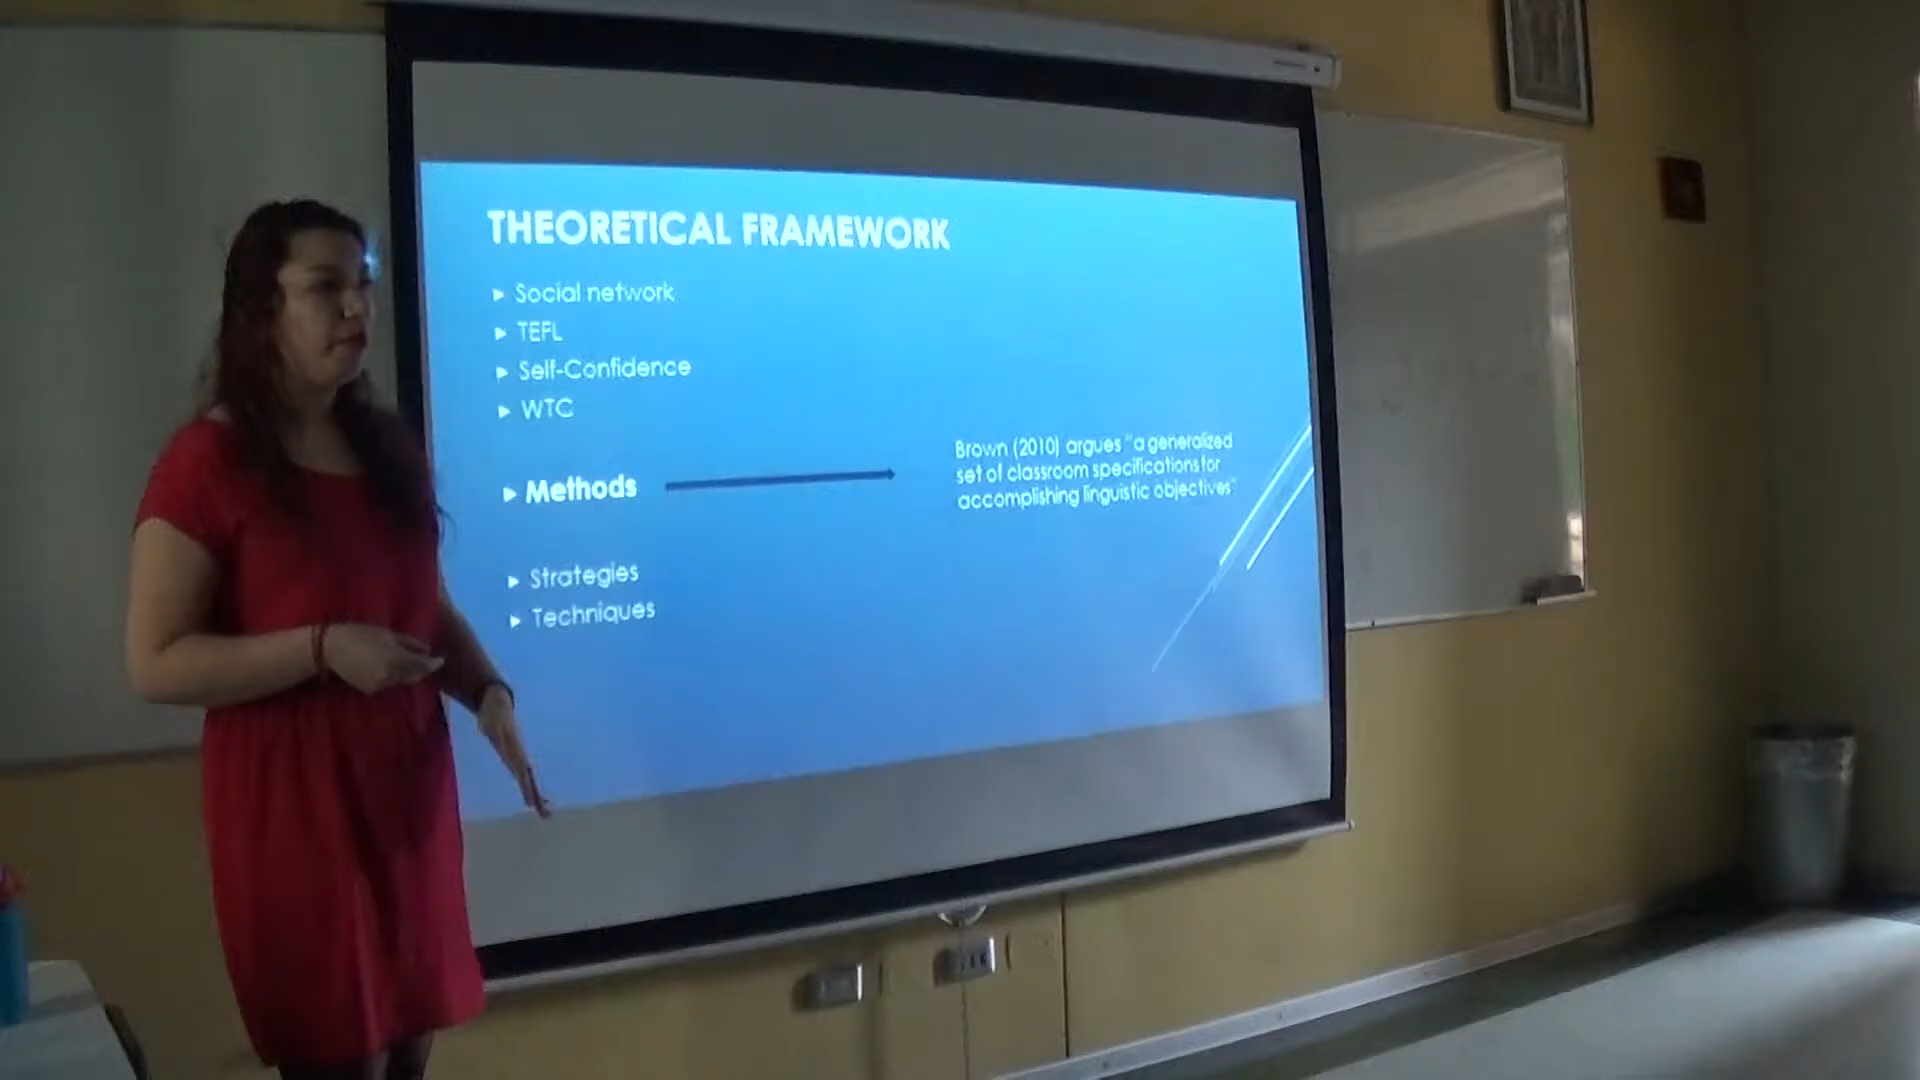 THEORETICAL FRAMEWORK
Social network
TEFL
Self-Confidence
WTC
Methods
Brown (2010) argues "a generalized
set of classroom specifications for
accomplishing linguistic objectives"
Strategies
Techniques